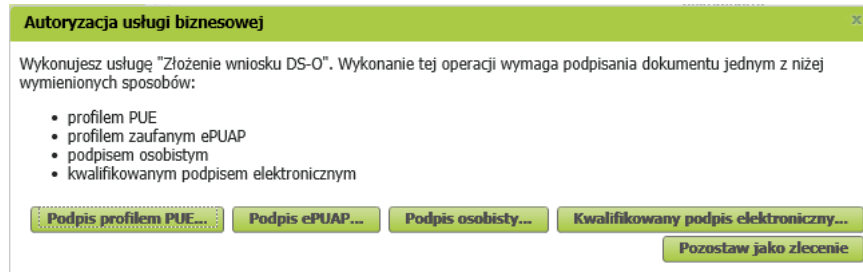 Autoryzacja usługi biznesowej
x
Wykonujesz usługę "Złożenie wniosku DS-O". Wykonanie tej operacji wymaga podpisania dokumentu jednym z niżej
wymienionych sposobów:
• profilem PUE
• profilem zaufanym ePUAP
• podpisem osobistym
• kwalifikowanym podpisem elektronicznym
Podpis profilem PUE... Podpis ePUAP... Podpis osobisty... Kwalifikowany podpis elektroniczny...
Pozostaw jako zlecenie